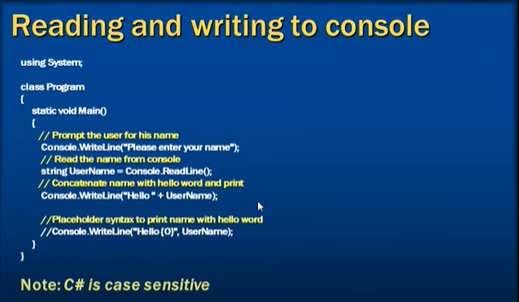 Reading and writing to console
using System;
class Program
{
static void Main()
{
// Prompt the user for his name
Console.WriteLine("Please enter your name");
// Read the name from console
string UserName = Console.ReadLine();
// Concatenate name with hello word and print
Console.WriteLine("Hello " + UserName);
//Placeholder syntax to print name with hello word
//Console.WriteLine("Hello {0}", UserName);
}
}
Note: C# is case sensitive